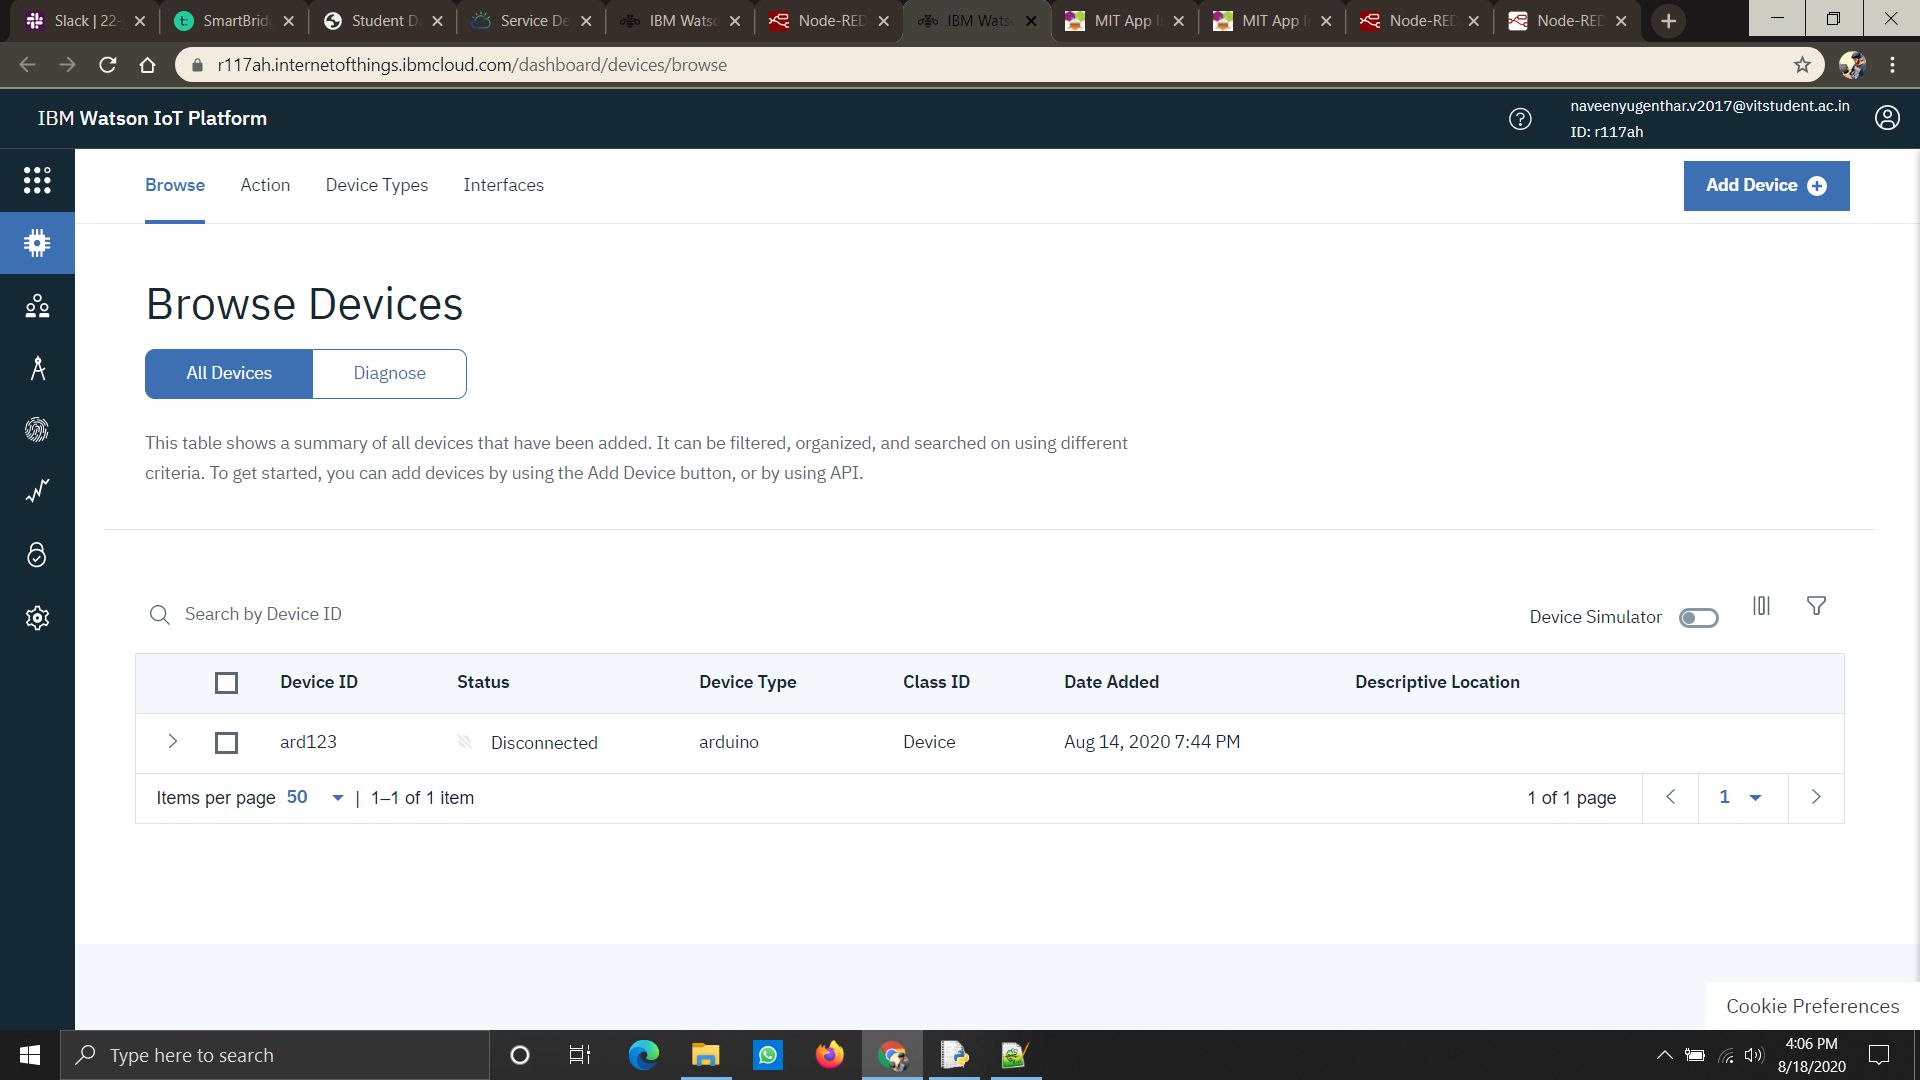 Slack | 22-
SmartBrid
Student D
Service De
IBM Watso
Node-RED
IBM Watso
MIT App I
MIT App I
Node-RED
Node-RED
r117ah.internetofthings.ibmcloud.com/dashboard/devices/browse
IBM Watson IoT Platform
naveenyugenthar.v2017@vitstudent.ac.in
ID: r117ah
Browse
Action
Device Types
Interfaces
Add Device
Browse Devices
All Devices
Diagnose
This table shows a summary of all devices that have been added. It can be filtered, organized, and searched on using different
criteria. To get started, you can add devices by using the Add Device button, or by using API.
Search by Device ID
Device Simulator
Device ID Status Device Type Class ID Date Added Descriptive Location
ard123 Disconnected arduino Device Aug 14, 2020 7:44 PM
Items per page 50 | 1–1 of 1 item
1 of 1 page
1
Cookie Preferences
Type here to search
4:06 PM
8/18/2020